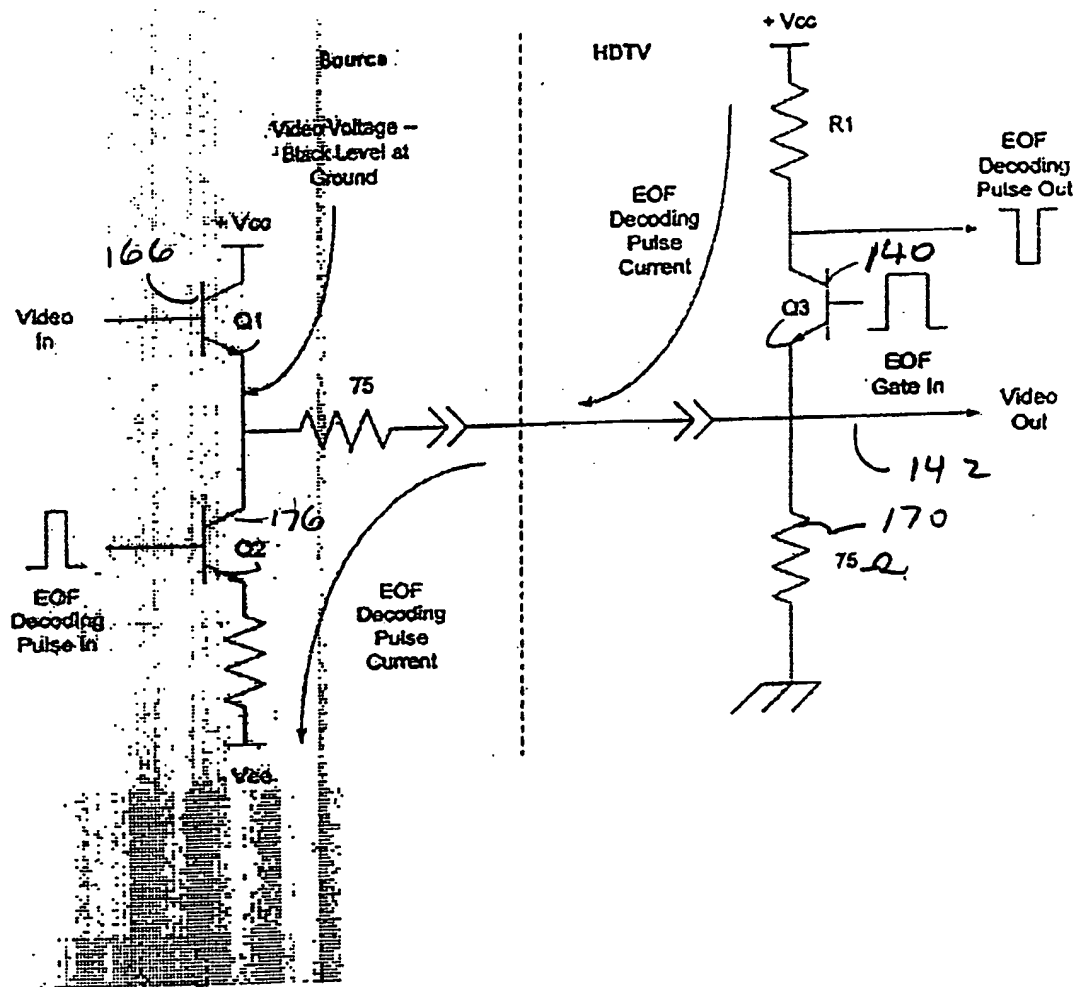 Source
HDTV
+ Vcc
R1
Video Voltage –
Black Level at
Ground
EOF
Decoding
Pulse Out
EOF
Decoding
Pulse
Current
+ Vcc
166
140
Video
In
Q1
Q3
75
EOF
Gate In
Video
Out
142
176
170
Q2
75 Ω
EOF
Decoding
Pulse In
EOF
Decoding
Pulse
Current